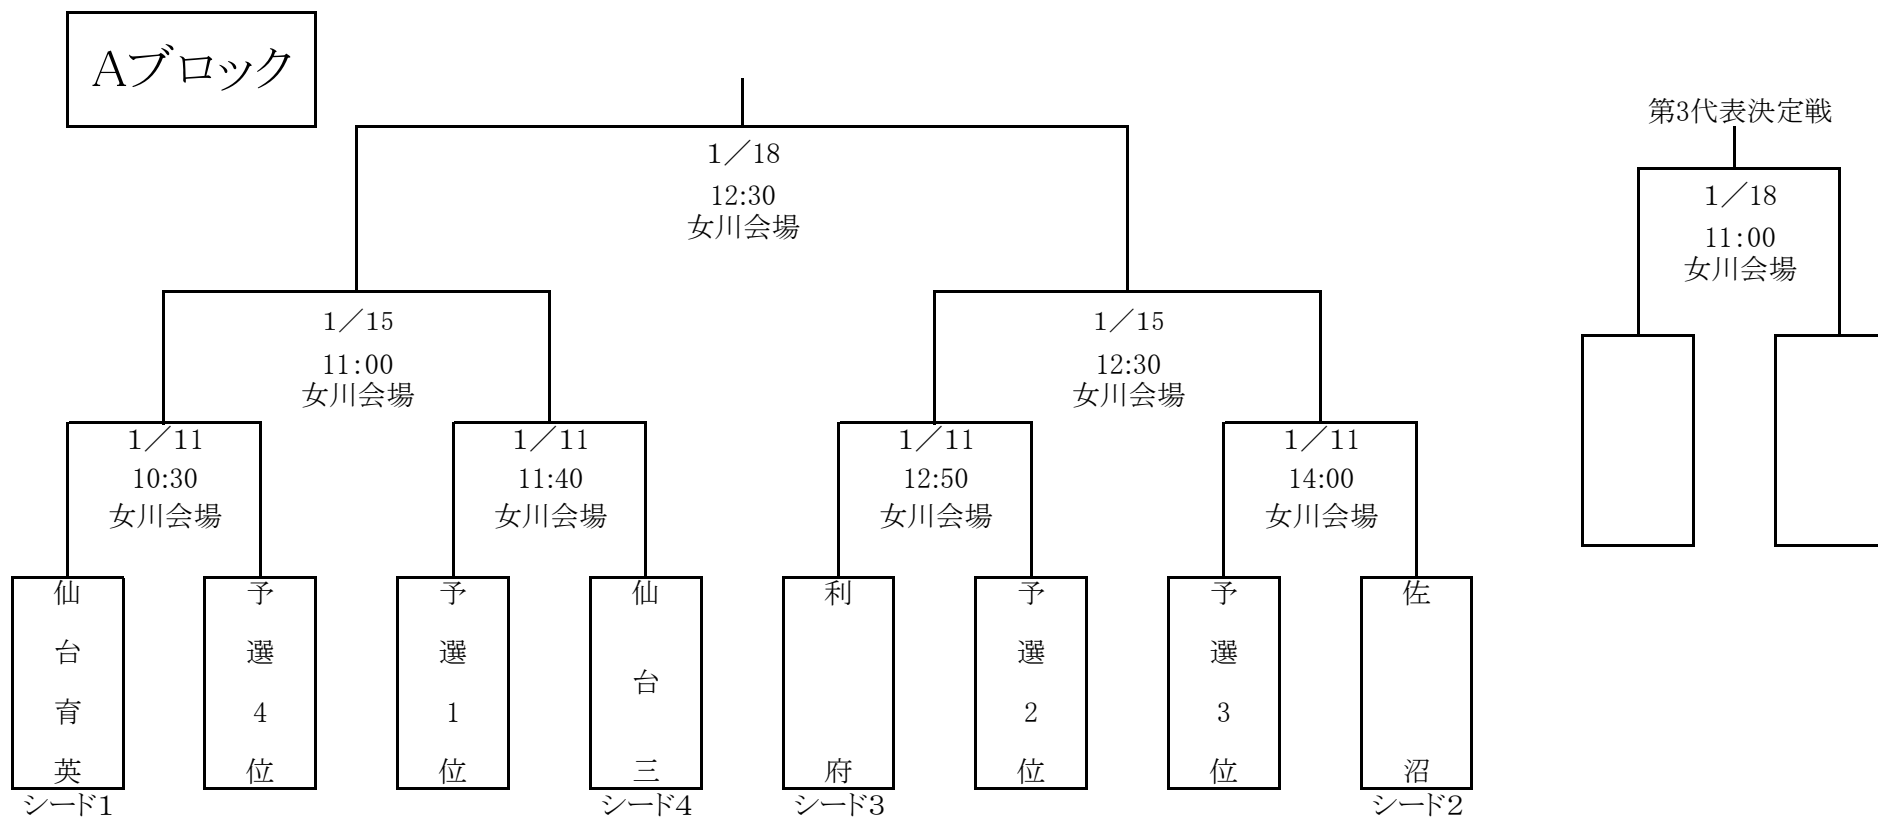 Aブロック
第3代表決定戦
1／18
12:30
女川会場
1／18
11:00
女川会場
1／15
11:00
女川会場
1／15
12:30
女川会場
1／11
10:30
女川会場
1／11
11:40
女川会場
1／11
12:50
女川会場
1／11
14:00
女川会場
仙台育英
予選4位
予選1位
仙台三
利府
予選2位
予選3位
佐沼
シード1
シード4
シード3
シード2